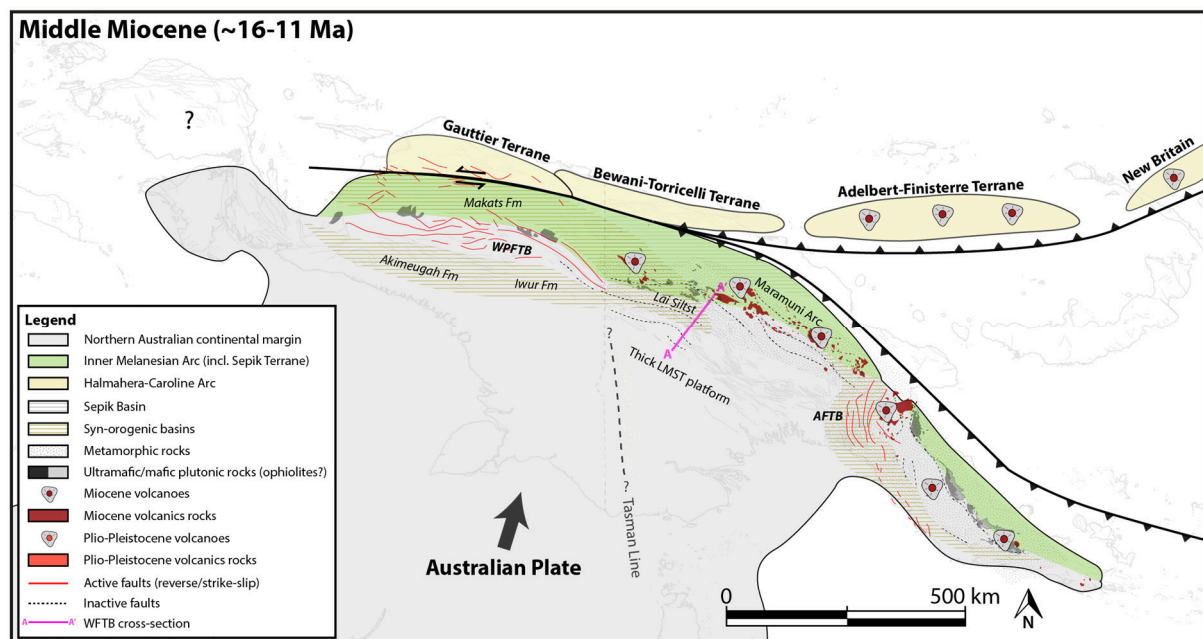 Middle Miocene (~16-11 Ma)
?
Gauttier Terrane
Bewani-Torricelli Terrane
Adelbert-Finisterre Terrane
New Britain
Makats Fm
WPFTB
Akimeugah Fm
Iwur Fm
Lai Siltst
A'
Maramuni Arc
A
Thick LMST platform
?
AFTB
? Tasman Line
Australian Plate
Legend
Northern Australian continental margin
Inner Melanesian Arc (incl. Sepik Terrane)
Halmahera-Caroline Arc
Sepik Basin
Syn-orogenic basins
Metamorphic rocks
Ultramafic/mafic plutonic rocks (ophiolites?)
Miocene volcanoes
Miocene volcanics rocks
Plio-Pleistocene volcanoes
Plio-Pleistocene volcanics rocks
Active faults (reverse/strike-slip)
Inactive faults
A A' WFTB cross-section
0 500 km
N